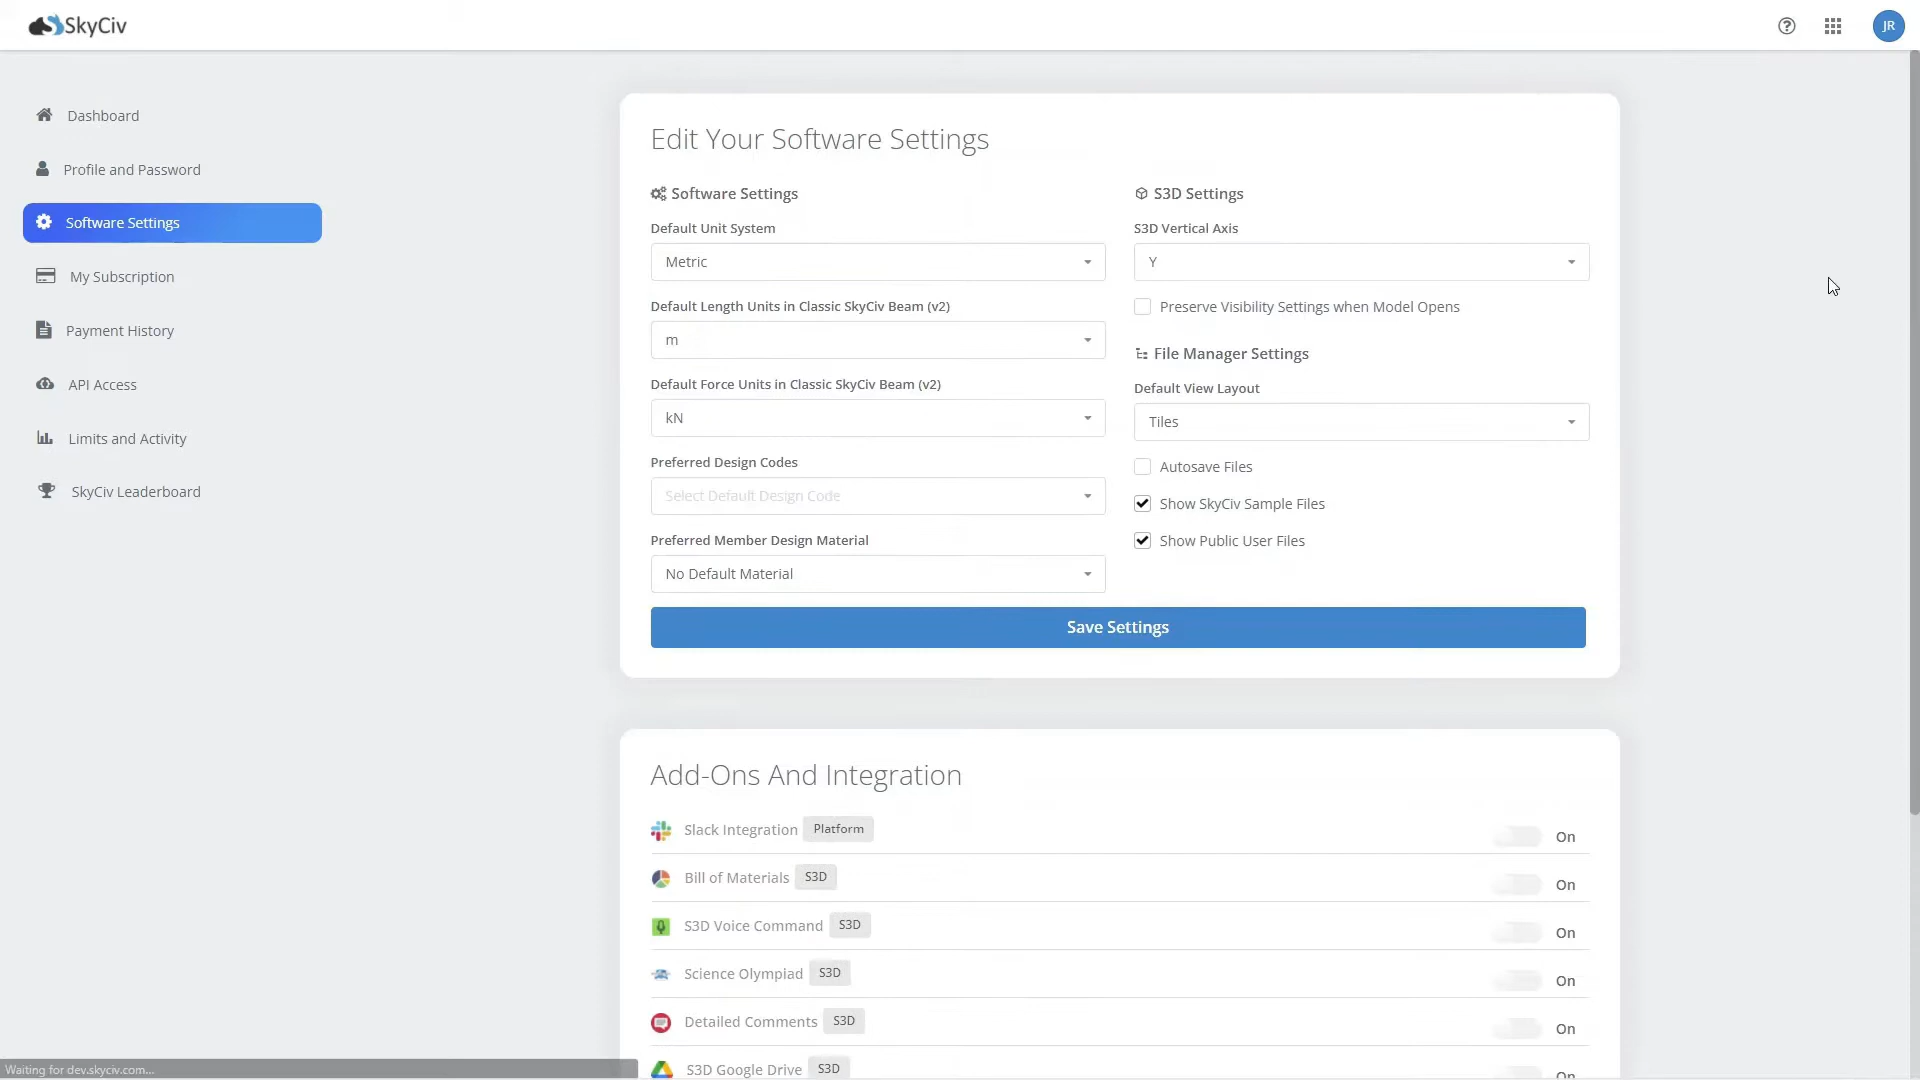 SkyCiv
JR
Dashboard
Profile and Password
Software Settings
My Subscription
Payment History
API Access
Limits and Activity
SkyCiv Leaderboard
Edit Your Software Settings
Software Settings
Default Unit System
Metric
Default Length Units in Classic SkyCiv Beam (v2)
m
Default Force Units in Classic SkyCiv Beam (v2)
kN
Preferred Design Codes
Select Default Design Code
Preferred Member Design Material
No Default Material
S3D Settings
S3D Vertical Axis
Y
Preserve Visibility Settings when Model Opens
File Manager Settings
Default View Layout
Tiles
Autosave Files
Show SkyCiv Sample Files
Show Public User Files
Save Settings
Add-Ons And Integration
Slack Integration Platform On
Bill of Materials S3D On
S3D Voice Command S3D On
Science Olympiad S3D On
Detailed Comments S3D On
S3D Google Drive S3D On
Waiting for dev.skyciv.com...